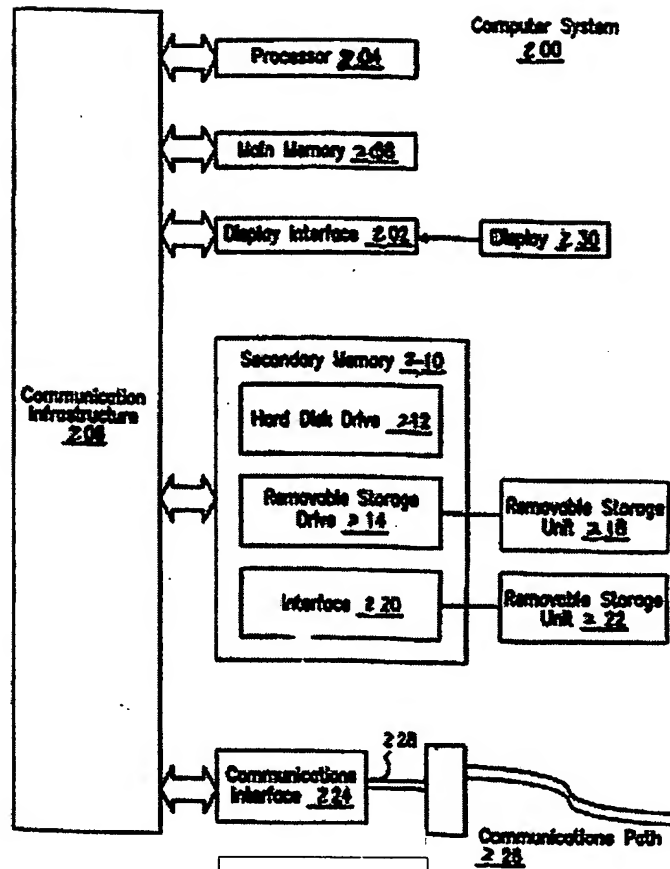 Computer System
200
Processor 204
Main Memory 208
Display Interface 202
Display 230
Secondary Memory 210
Communication
Infrastructure
206
Hard Disk Drive 212
Removable Storage
Drive 214
Removable Storage
Unit 218
Interface 220
Removable Storage
Unit 222
228
Communications
Interface 224
Communications Path